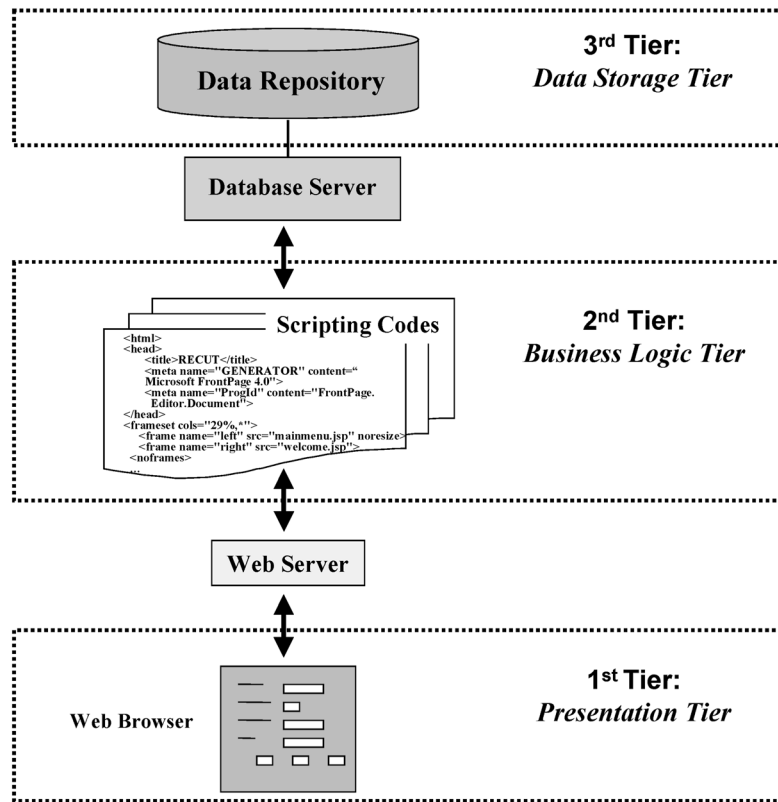 Data Repository
3rd Tier:
Data Storage Tier
Database Server
Scripting Codes
<html>
<head>
<title>RECUT</title>
<meta name="GENERATOR" content=“
Microsoft FrontPage 4.0">
<meta name="ProgId" content="FrontPage.
Editor.Document">
</head>
<frameset cols="29%,*">
<frame name="left" src="mainmenu.jsp" noresize>
<frame name="right" src="welcome.jsp">
<noframes>
...
2nd Tier:
Business Logic Tier
Web Server
Web Browser
1st Tier:
Presentation Tier